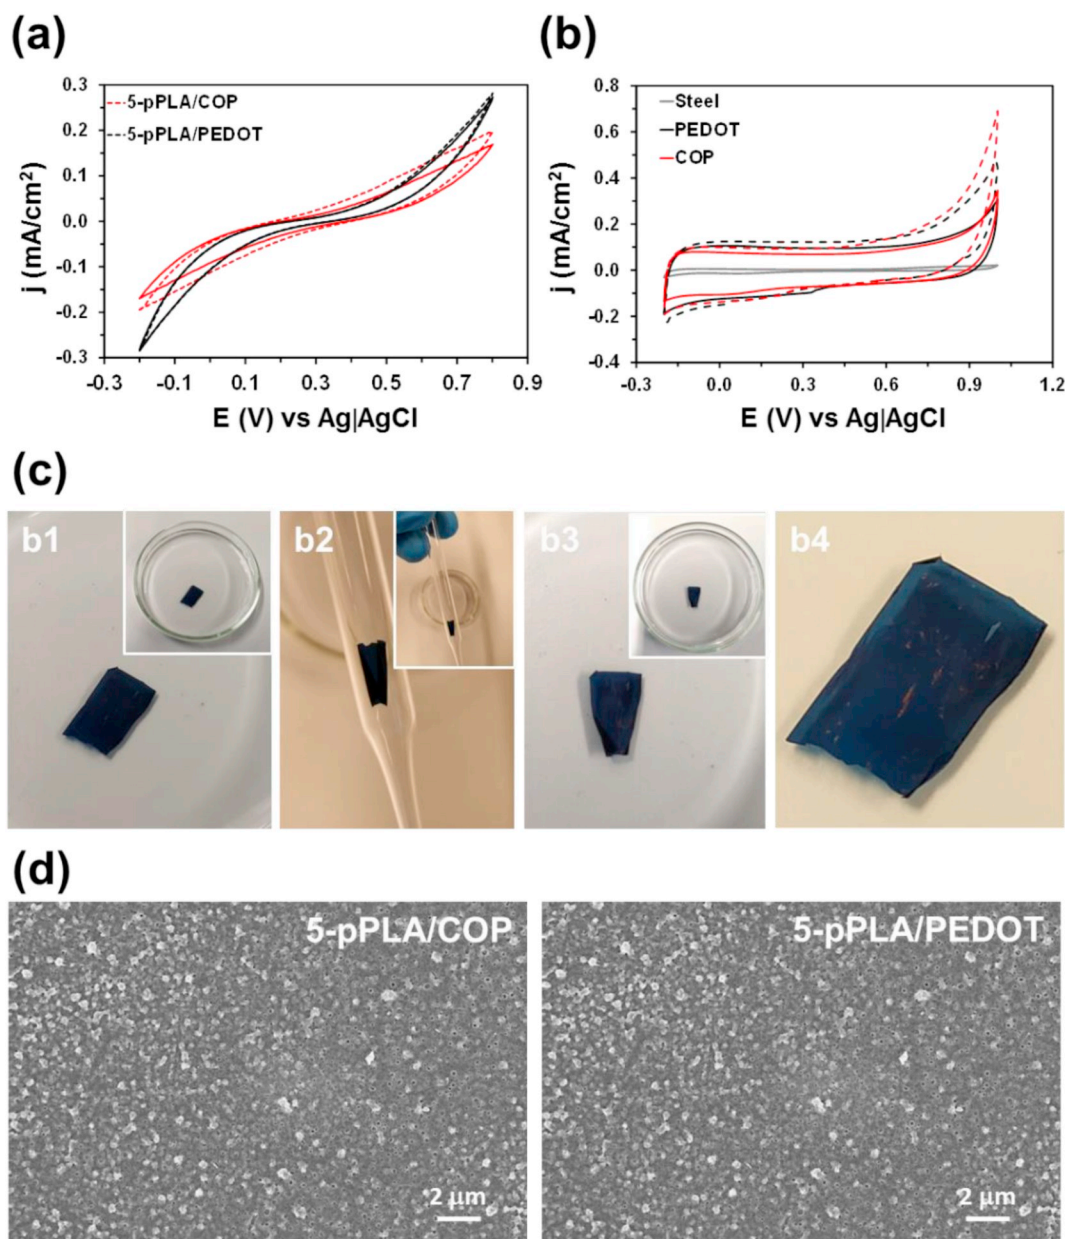 (a)
(b)
0.3
0.2
0.1
0.0
-0.1
-0.2
-0.3
j (mA/cm²)
5-pPLA/COP
5-pPLA/PEDOT
-0.3 -0.1 0.1 0.3 0.5 0.7 0.9
E (V) vs Ag|AgCl
0.8
0.6
0.4
0.2
0.0
-0.2
-0.4
j (mA/cm²)
Steel
PEDOT
COP
-0.3 0.0 0.3 0.6 0.9 1.2
E (V) vs Ag|AgCl
(c)
b1
b2
b3
b4
(d)
5-pPLA/COP
2 µm
5-pPLA/PEDOT
2 µm